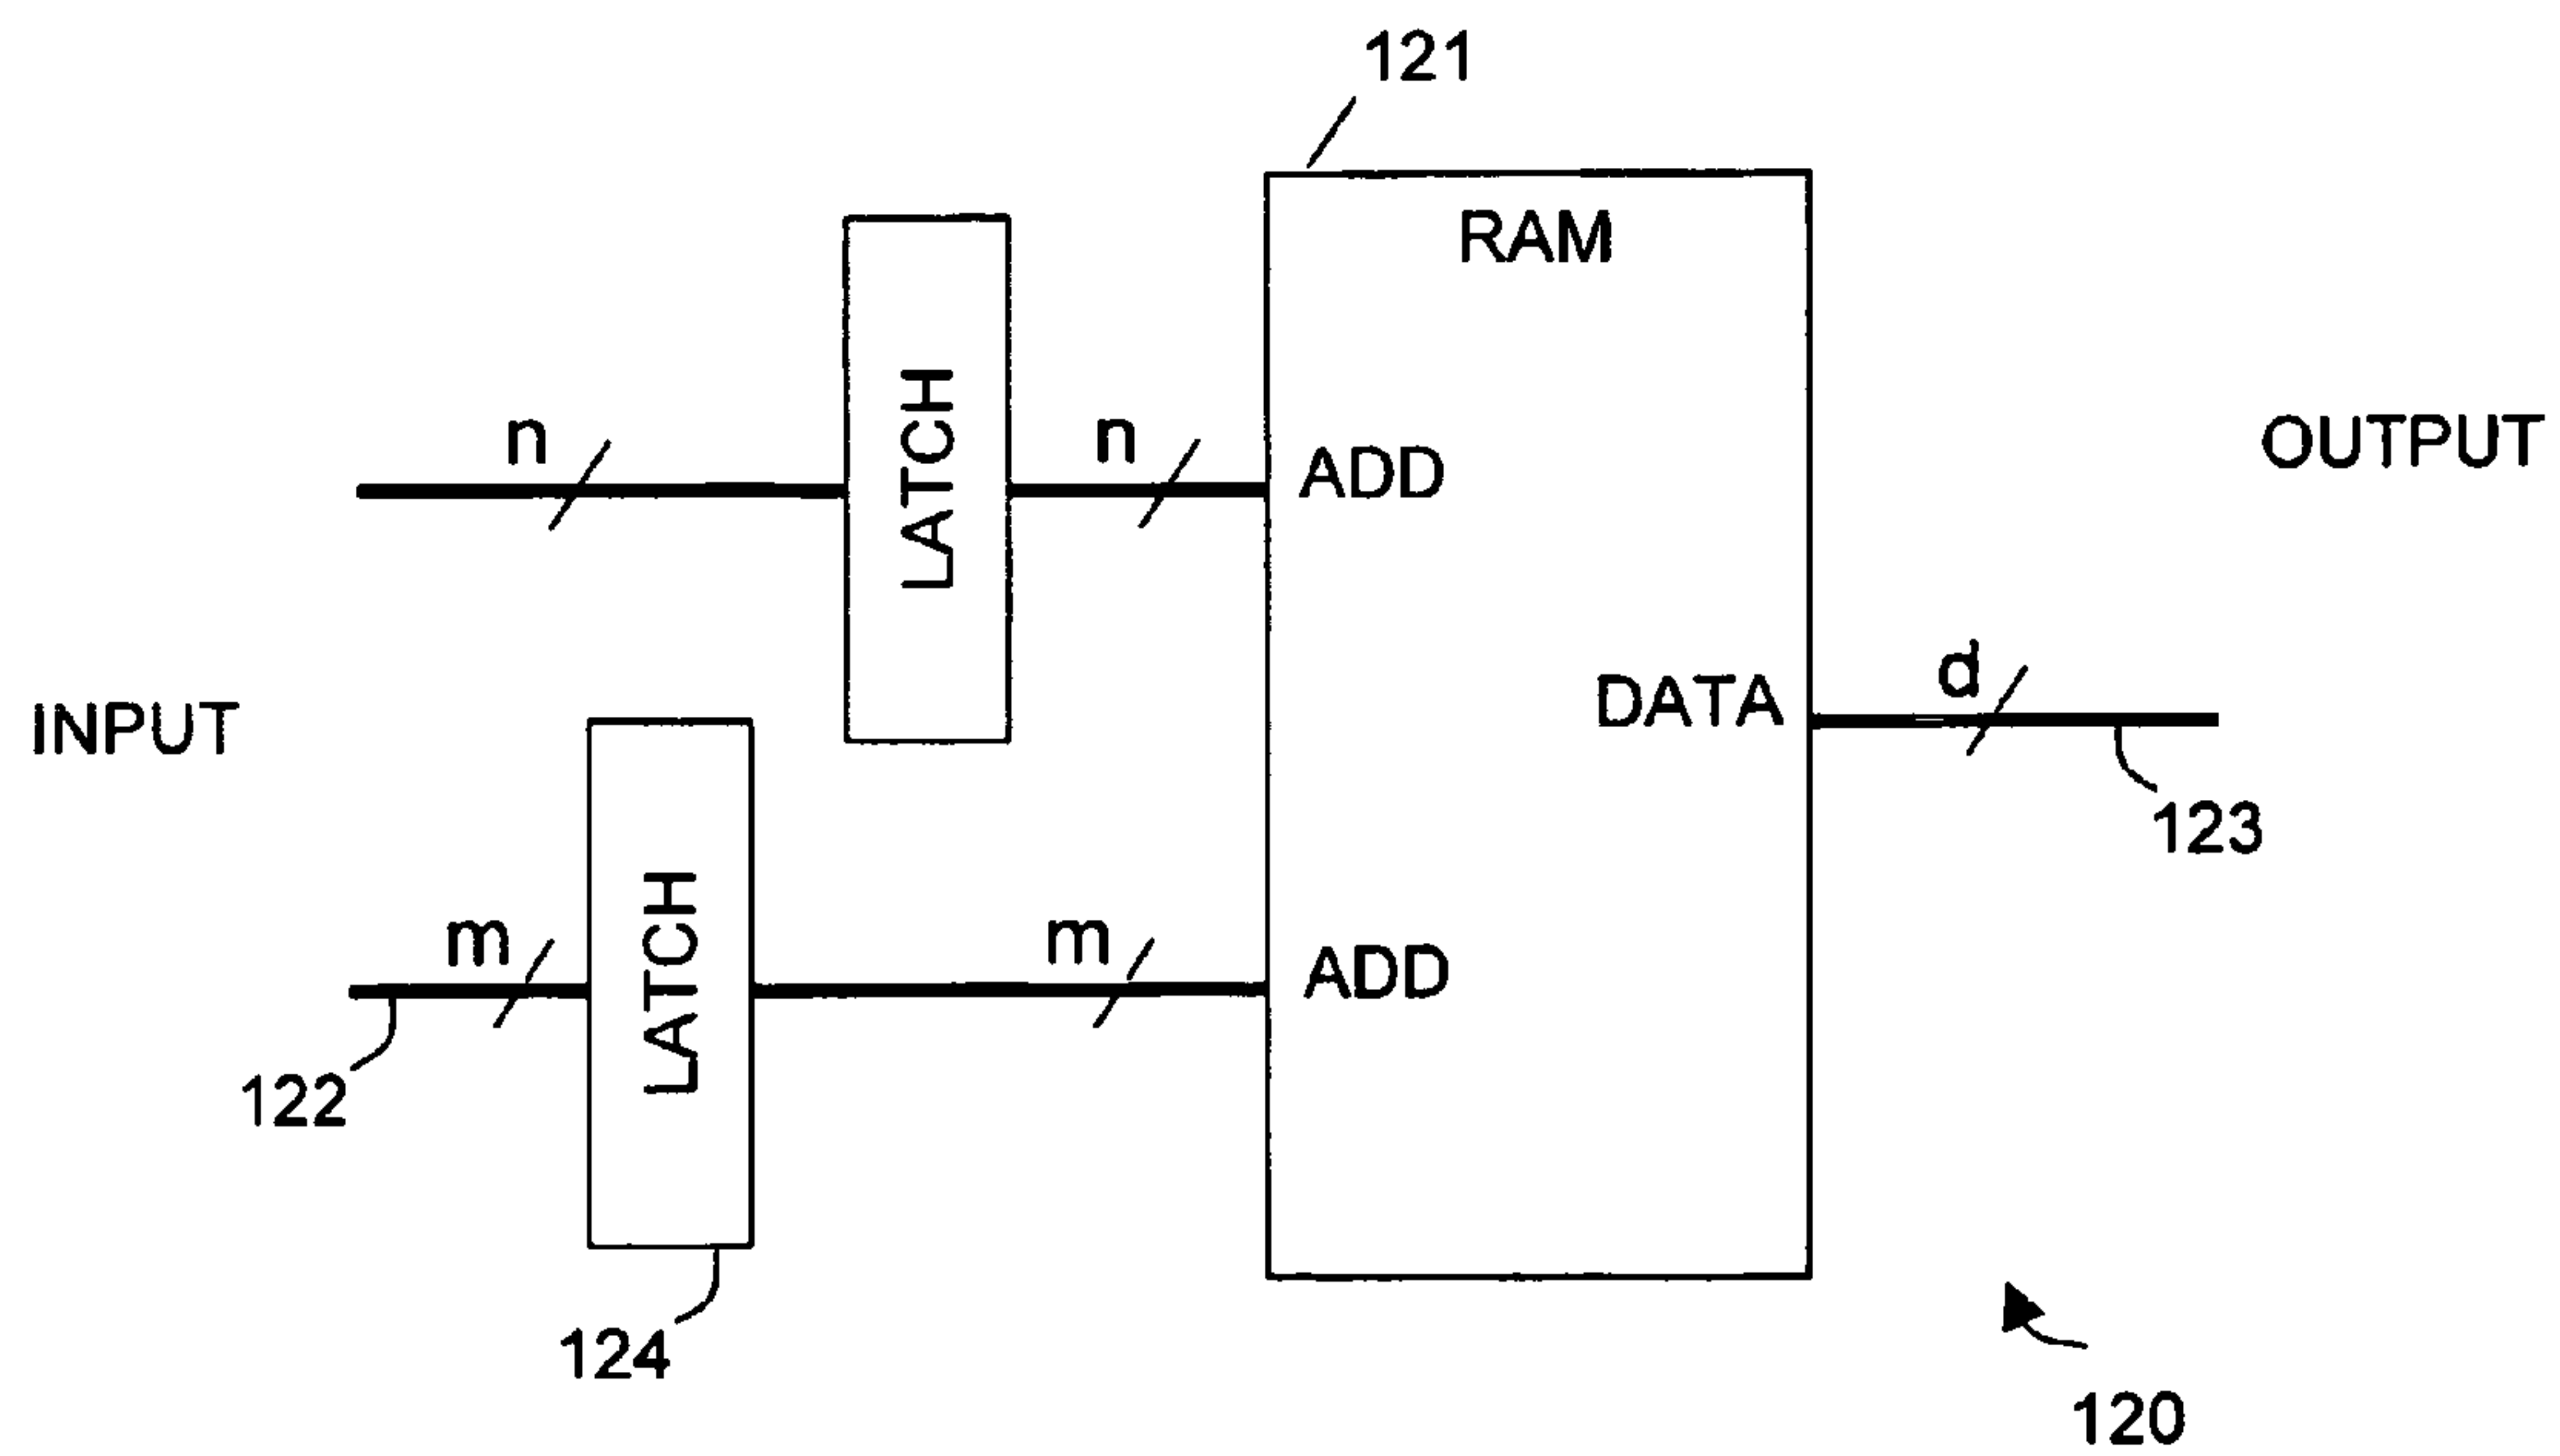 121
RAM
n
LATCH
n
ADD
OUTPUT
INPUT
DATA
d
123
m
LATCH
m
ADD
122
124
120